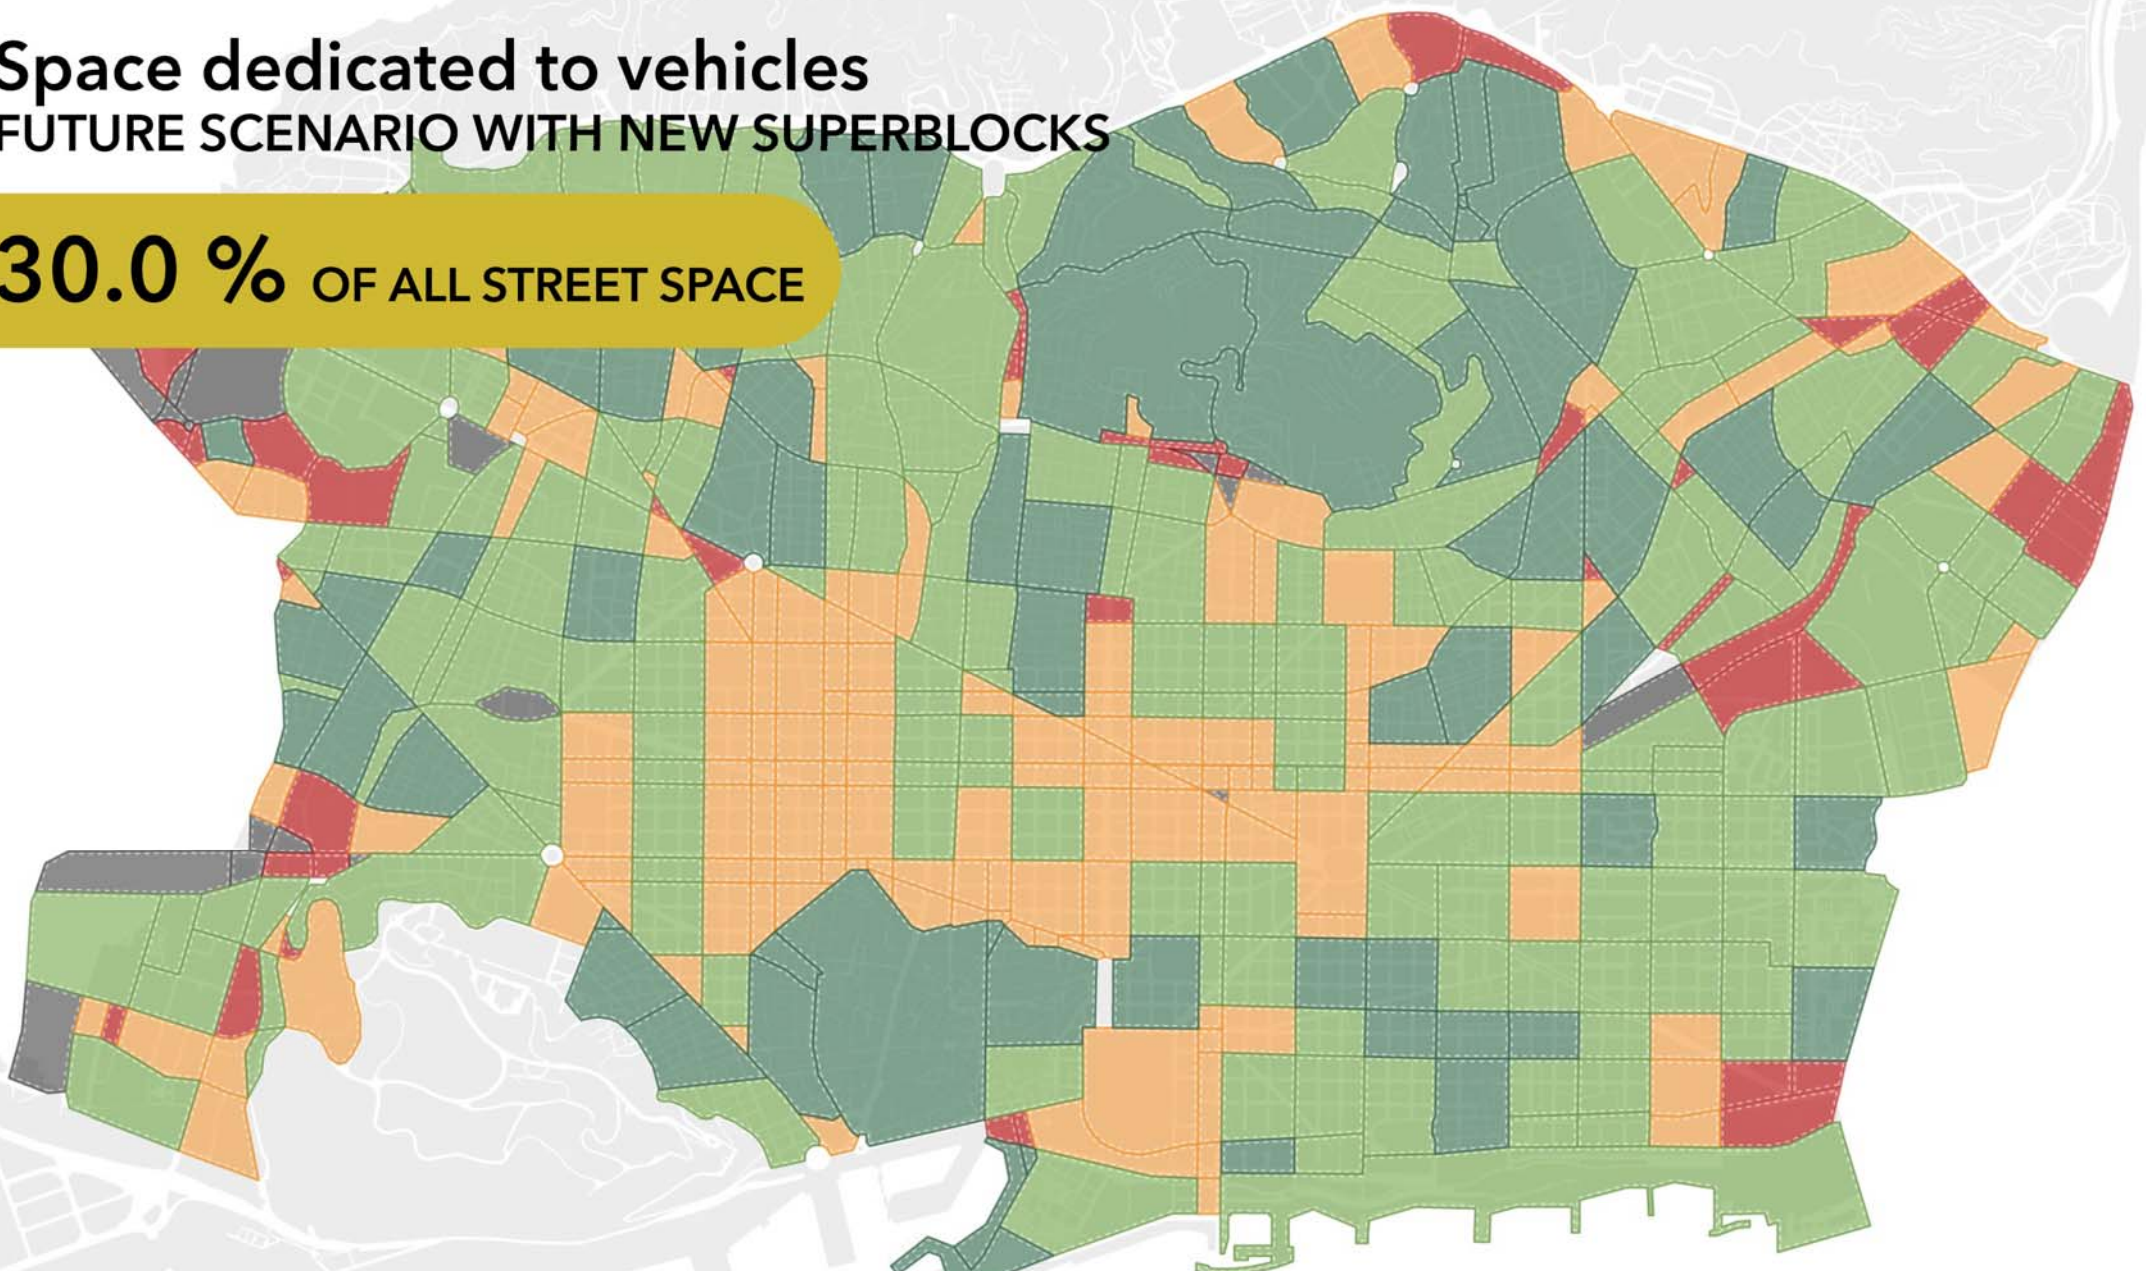 Space dedicated to vehicles
FUTURE SCENARIO WITH NEW SUPERBLOCKS
30.0 % OF ALL STREET SPACE